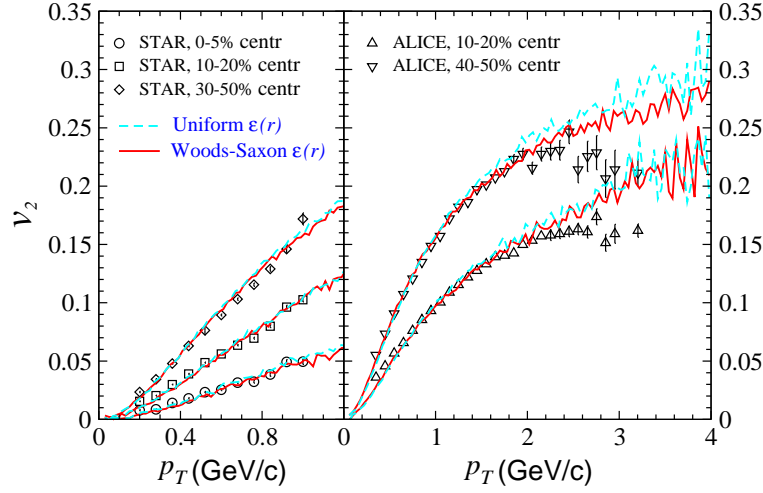 0.35
0.3
0.25
0.2
0.15
0.1
0.05
0
v2
STAR, 0-5% centr
STAR, 10-20% centr
STAR, 30-50% centr
Uniform ε(r)
Woods-Saxon ε(r)
ALICE, 10-20% centr
ALICE, 40-50% centr
0.35
0.3
0.25
0.2
0.15
0.1
0.05
0
0 0.4 0.8 0 1 2 3 4
pT (GeV/c) pT (GeV/c)